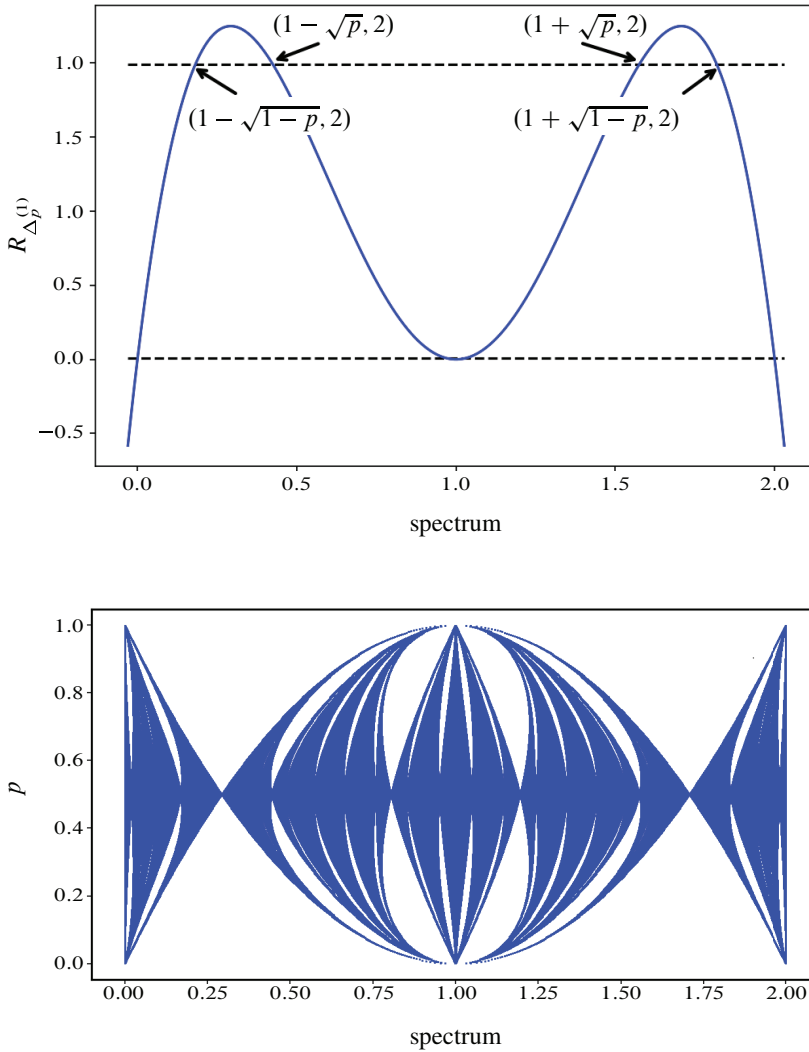 (1 − √p, 2)
(1 + √p, 2)
1.0
(1 − √1 − p, 2)
(1 + √1 − p, 2)
1.5
1.0
0.5
0.0
−0.5
R_Δ_p^(1)
0.0 0.5 1.0 1.5 2.0
spectrum
1.0
0.8
0.6
0.4
0.2
0.0
p
0.00 0.25 0.50 0.75 1.00 1.25 1.50 1.75 2.00
spectrum